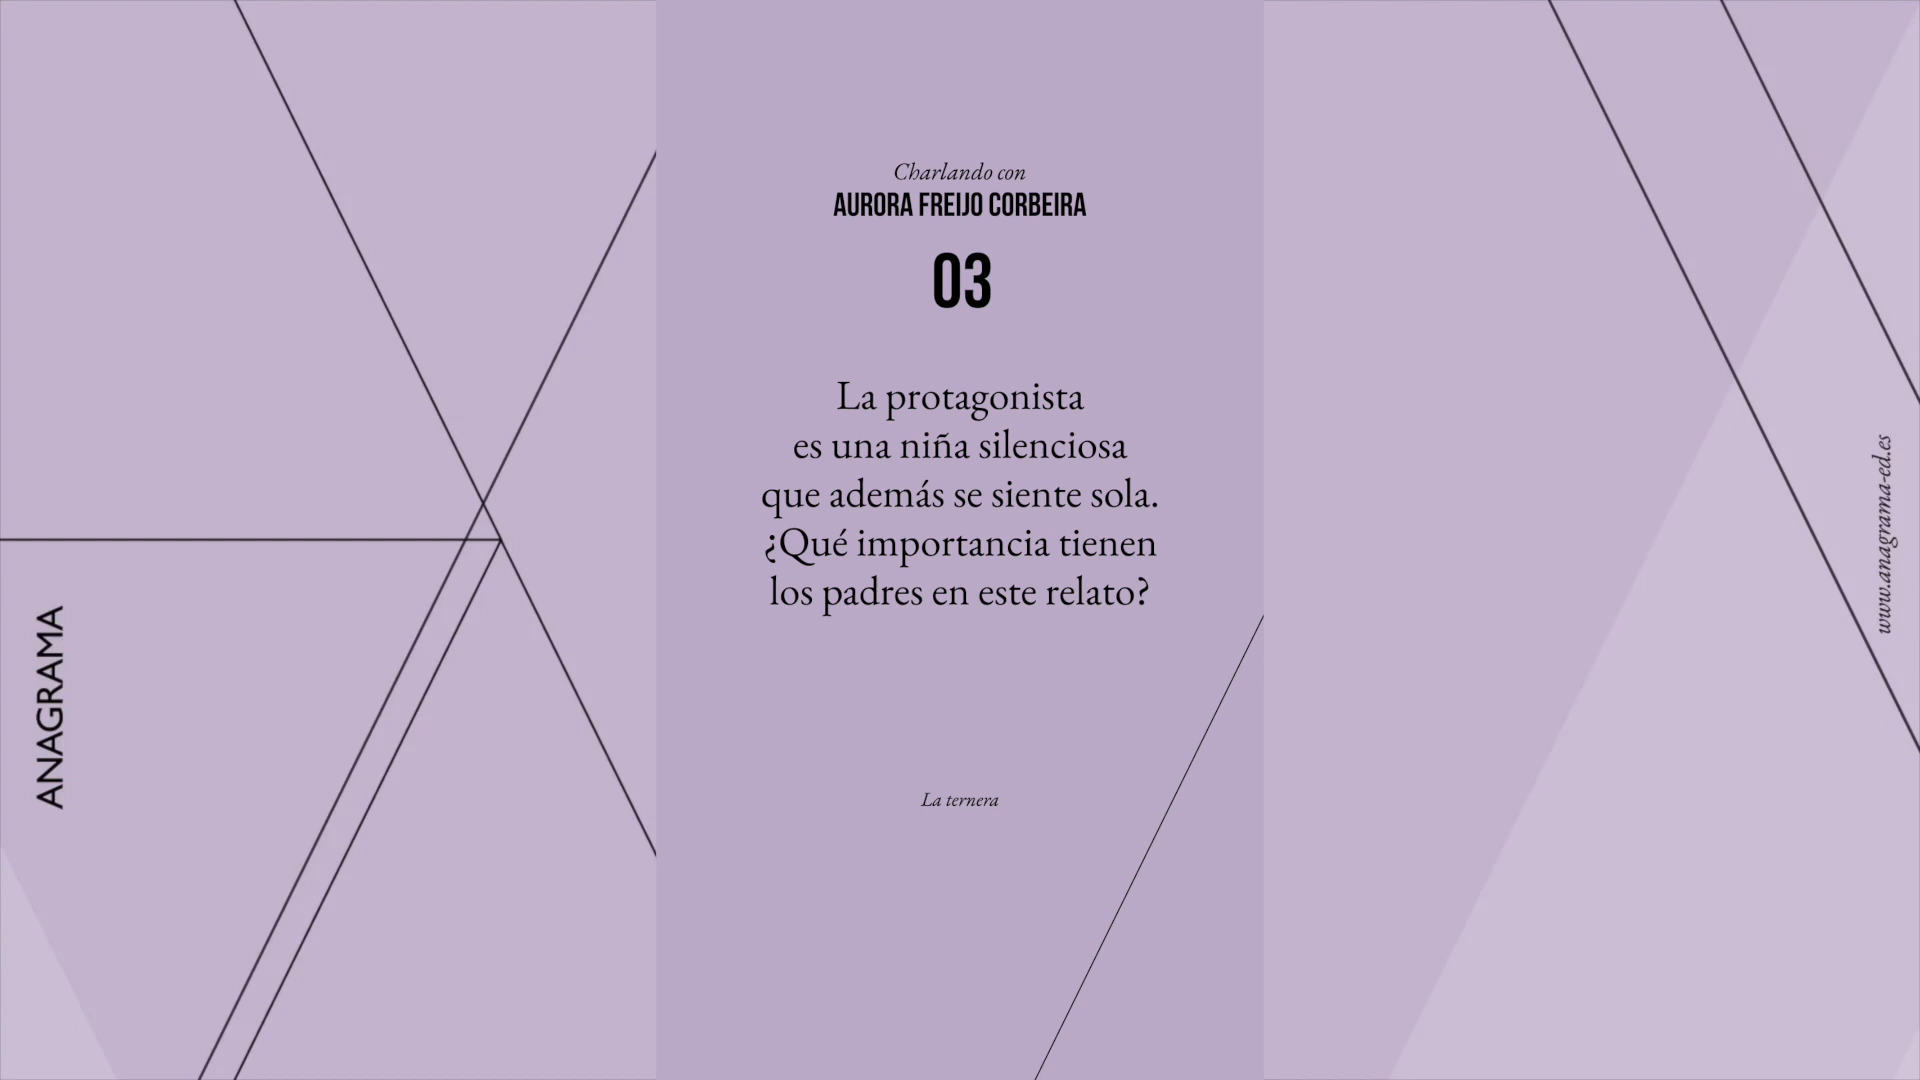 Charlando con
AURORA FREIJO CORBEIRA
03
La protagonista
es una niña silenciosa
que además se siente sola.
¿Qué importancia tienen
los padres en este relato?
La ternera
ANAGRAMA
www.anagrama-ed.es